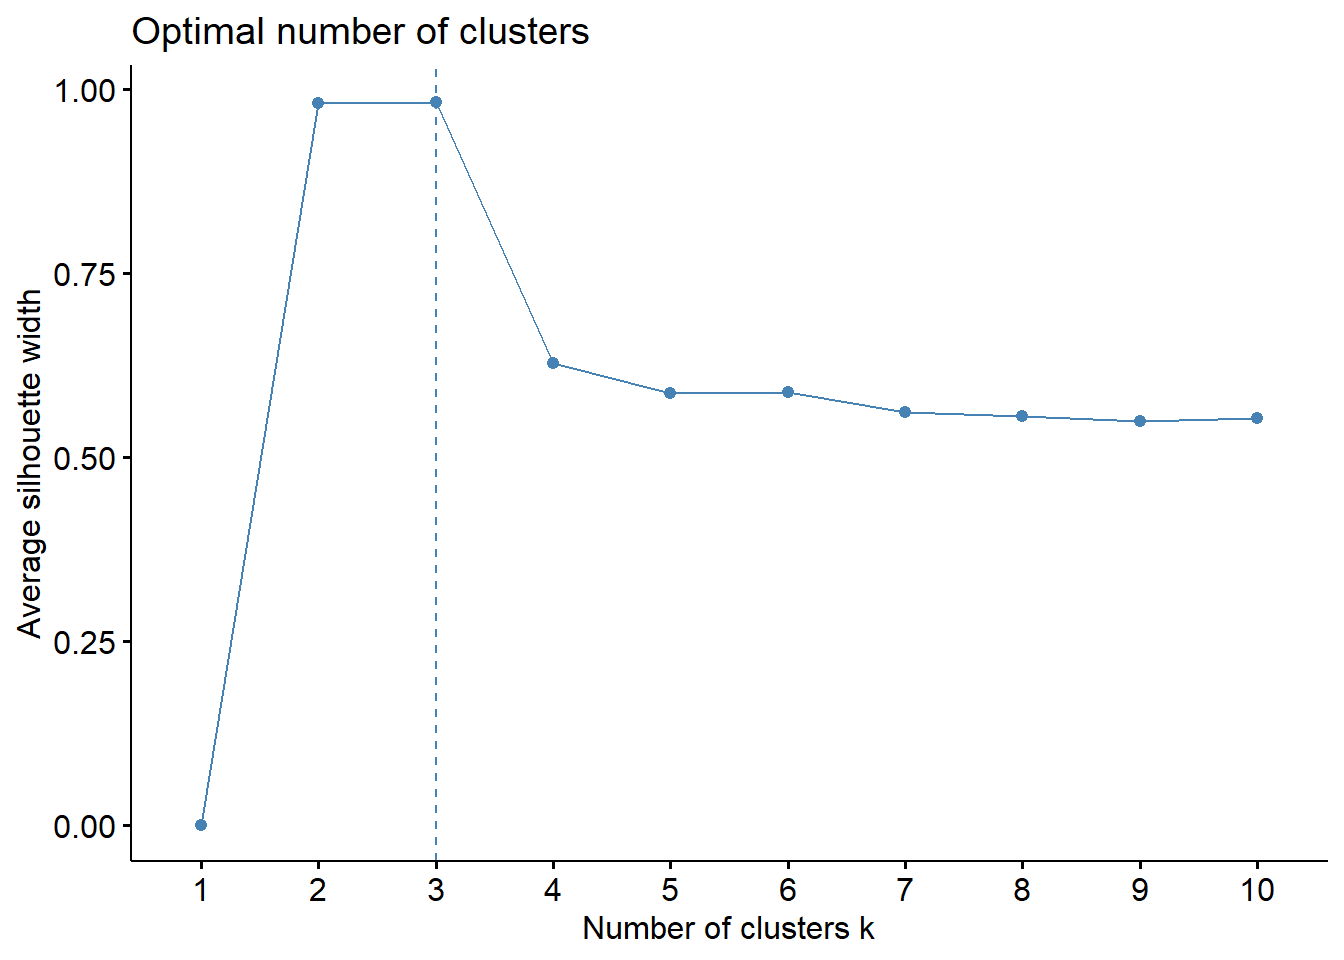 Optimal number of clusters
1.00
0.75
0.50
0.25
0.00
Average silhouette width
1 2 3 4 5 6 7 8 9 10
Number of clusters k